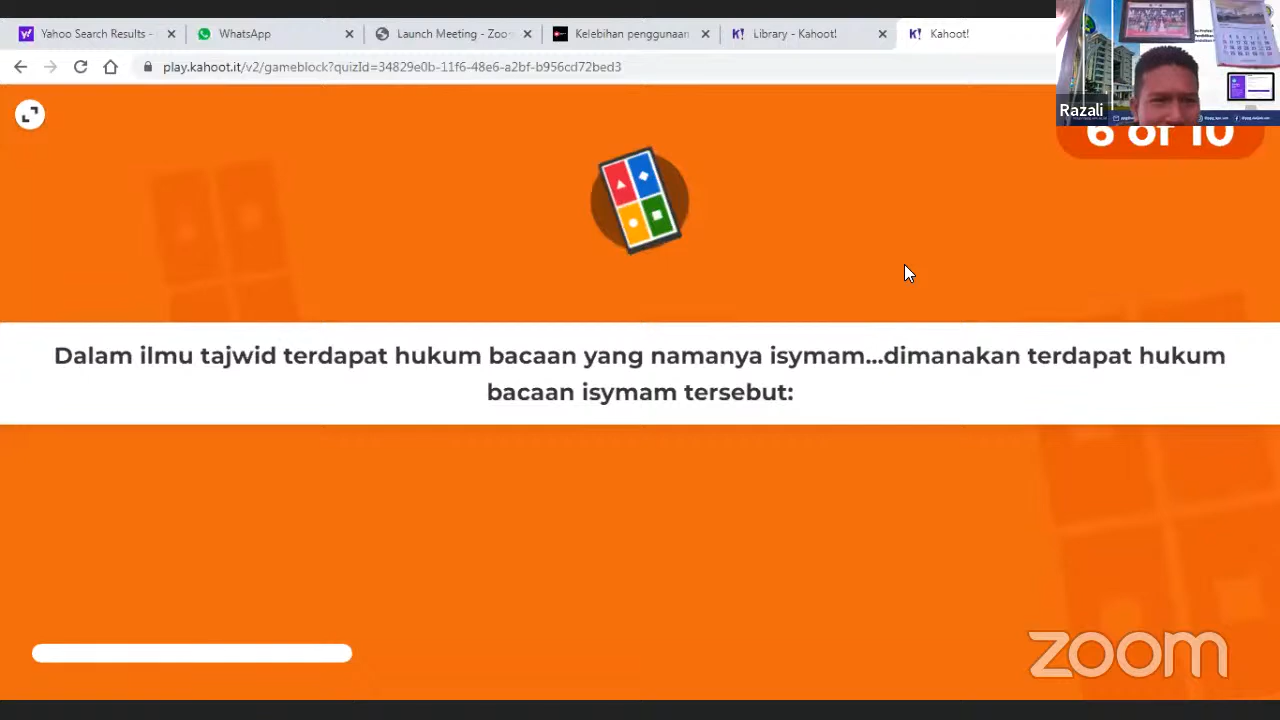 Yahoo Search Results -
WhatsApp
Launch Meeting - Zoo
Kelebihan penggunaan
Library - Kahoot!
Kahoot!
play.kahoot.it/v2/gameblock?quizId=34829e0b-11f6-49e6-a2bf-b956cd72bed3
Razali
6 of 10
Dalam ilmu tajwid terdapat hukum bacaan yang namanya isymam...dimanakan terdapat hukum
bacaan isymam tersebut:
zoom